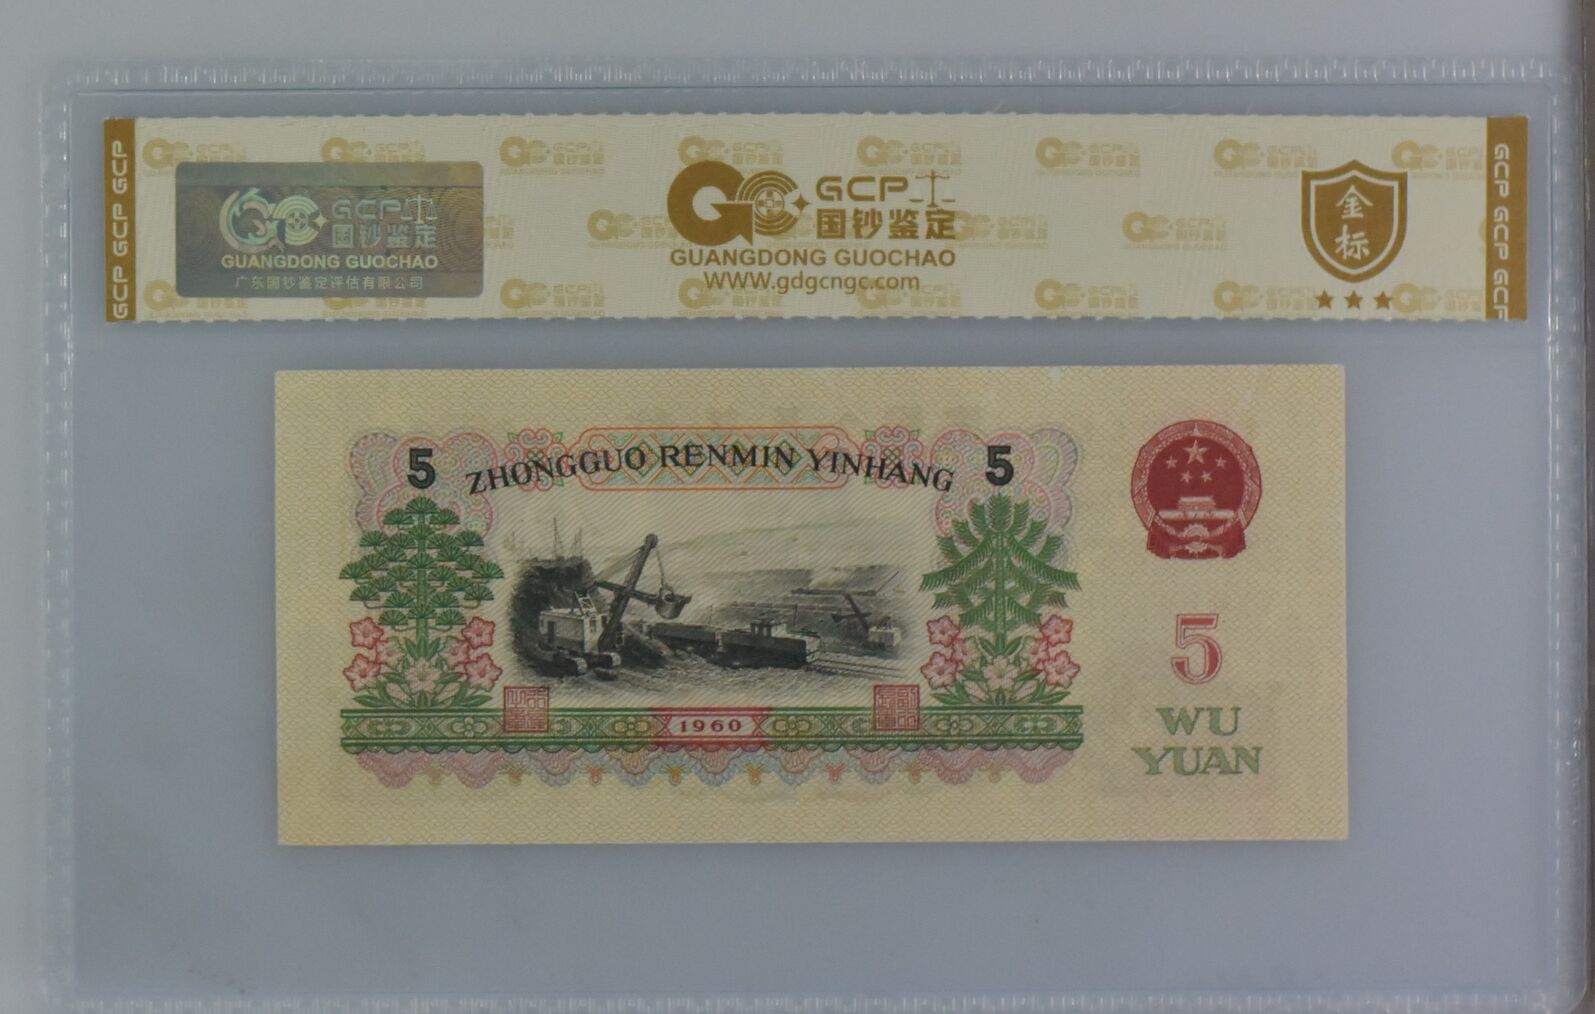 GCP GCP GCP
GCP
国钞鉴定
GUANGDONG GUOCHAO
广东国钞鉴定评估有限公司
GCP
国钞鉴定
GUANGDONG GUOCHAO
WWW.gdgcngc.com
金标
GCP GCP GCP
5 ZHONGGUO RENMIN YINHANG 5
1960
5
WU
YUAN